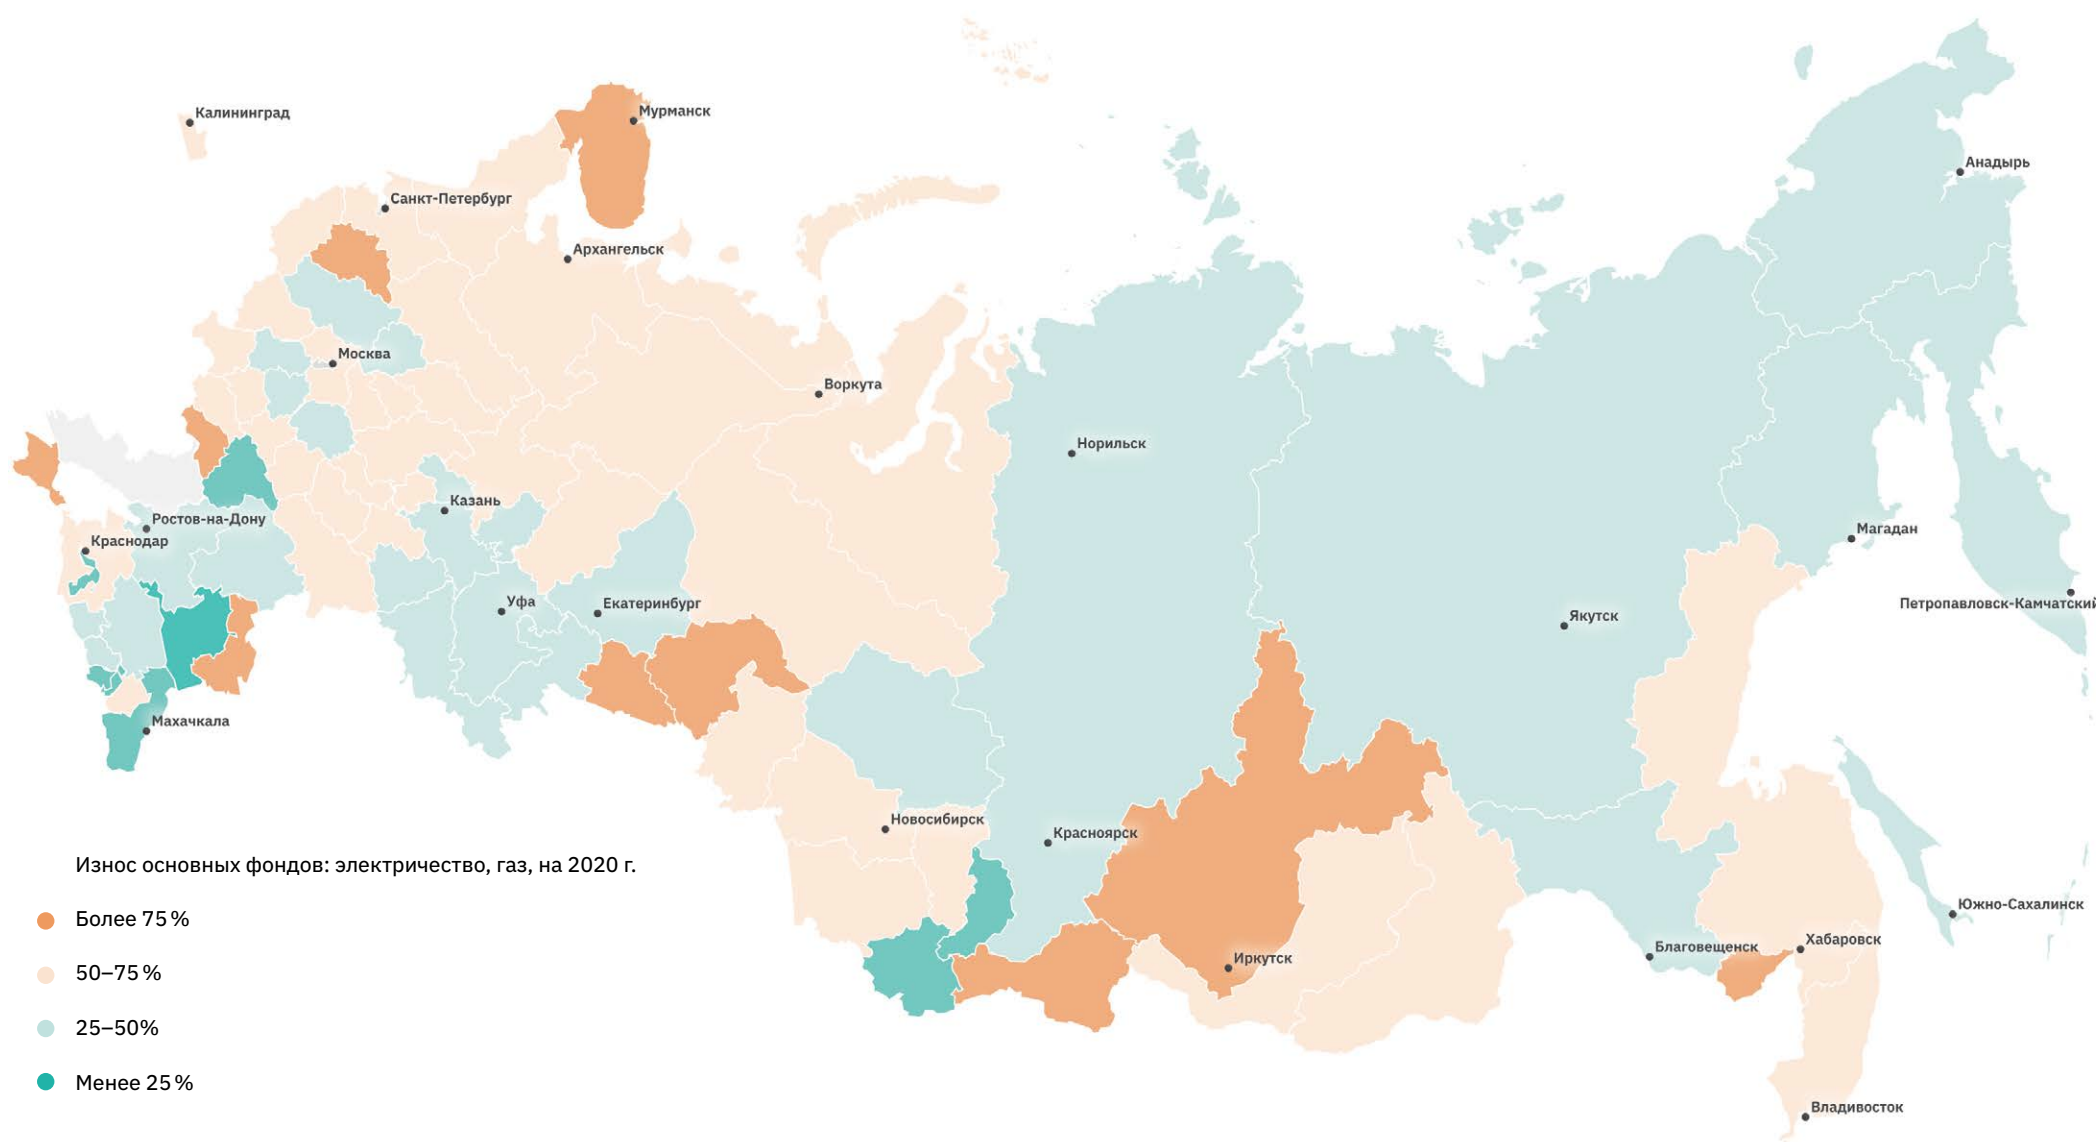 Калининград
Мурманск
Анадырь
Санкт-Петербург
Архангельск
Москва
Воркута
Норильск
Казань
Ростов-на-Дону
Краснодар
Магадан
Уфа
Екатеринбург
Петропавловск-Камчатский
Якутск
Махачкала
Новосибирск
Красноярск
Износ основных фондов: электричество, газ, на 2020 г.
Более 75 %
50–75 %
25–50%
Менее 25 %
Южно-Сахалинск
Хабаровск
Благовещенск
Иркутск
Владивосток